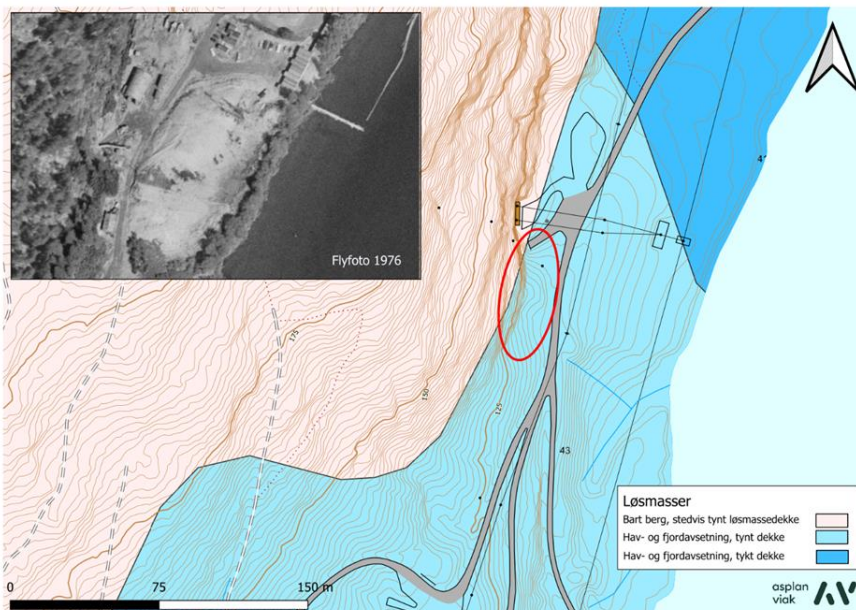 Flyfoto 1976
175
150
125
43
Løsmasser
Bart berg, stedvis tynt løsmassedekke
Hav- og fjordavsetning, tynt dekke
Hav- og fjordavsetning, tykt dekke
0 75 150 m
asplan
viak